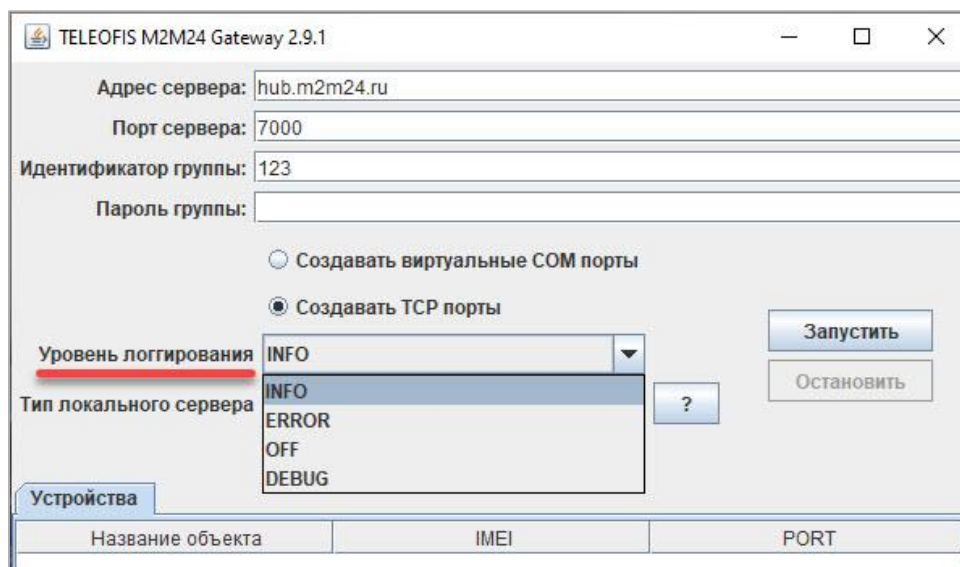 TELEOFIS M2M24 Gateway 2.9.1
Адрес сервера: hub.m2m24.ru
Порт сервера: 7000
Идентификатор группы: 123
Пароль группы:
Создавать виртуальные COM порты
Создавать TCP порты
Запустить
Уровень логгирования INFO
Остановить
INFO
Тип локального сервера ?
ERROR
OFF
DEBUG
Устройства
Название объекта IMEI PORT